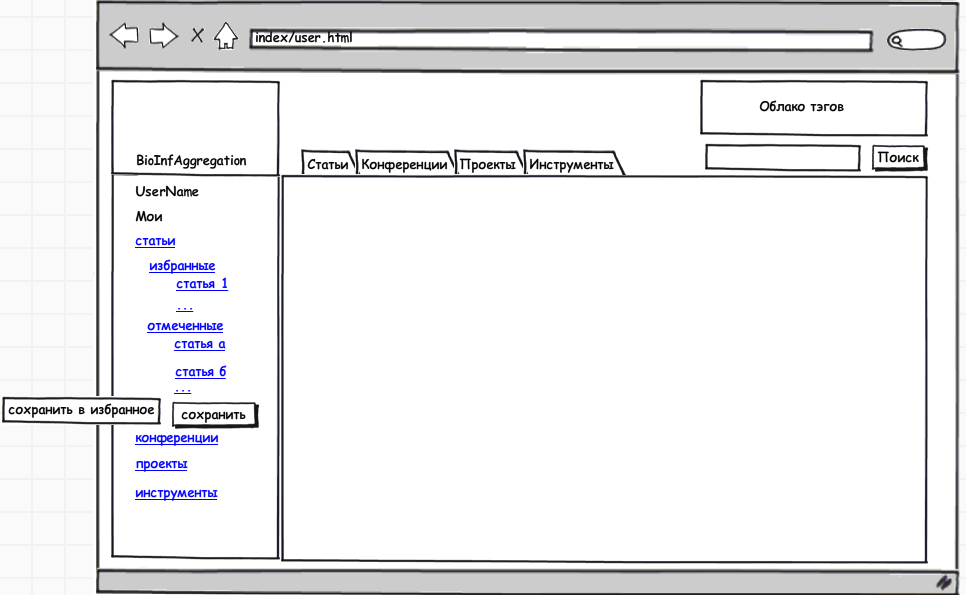 index/user.html
Облако тэгов
BioInfAggregation
Статьи
Конференции
Проекты
Инструменты
Поиск
UserName
Мои
статьи
избранные
статья 1
...
отмеченные
статья а
статья б
...
сохранить в избранное
сохранить
конференции
проекты
инструменты